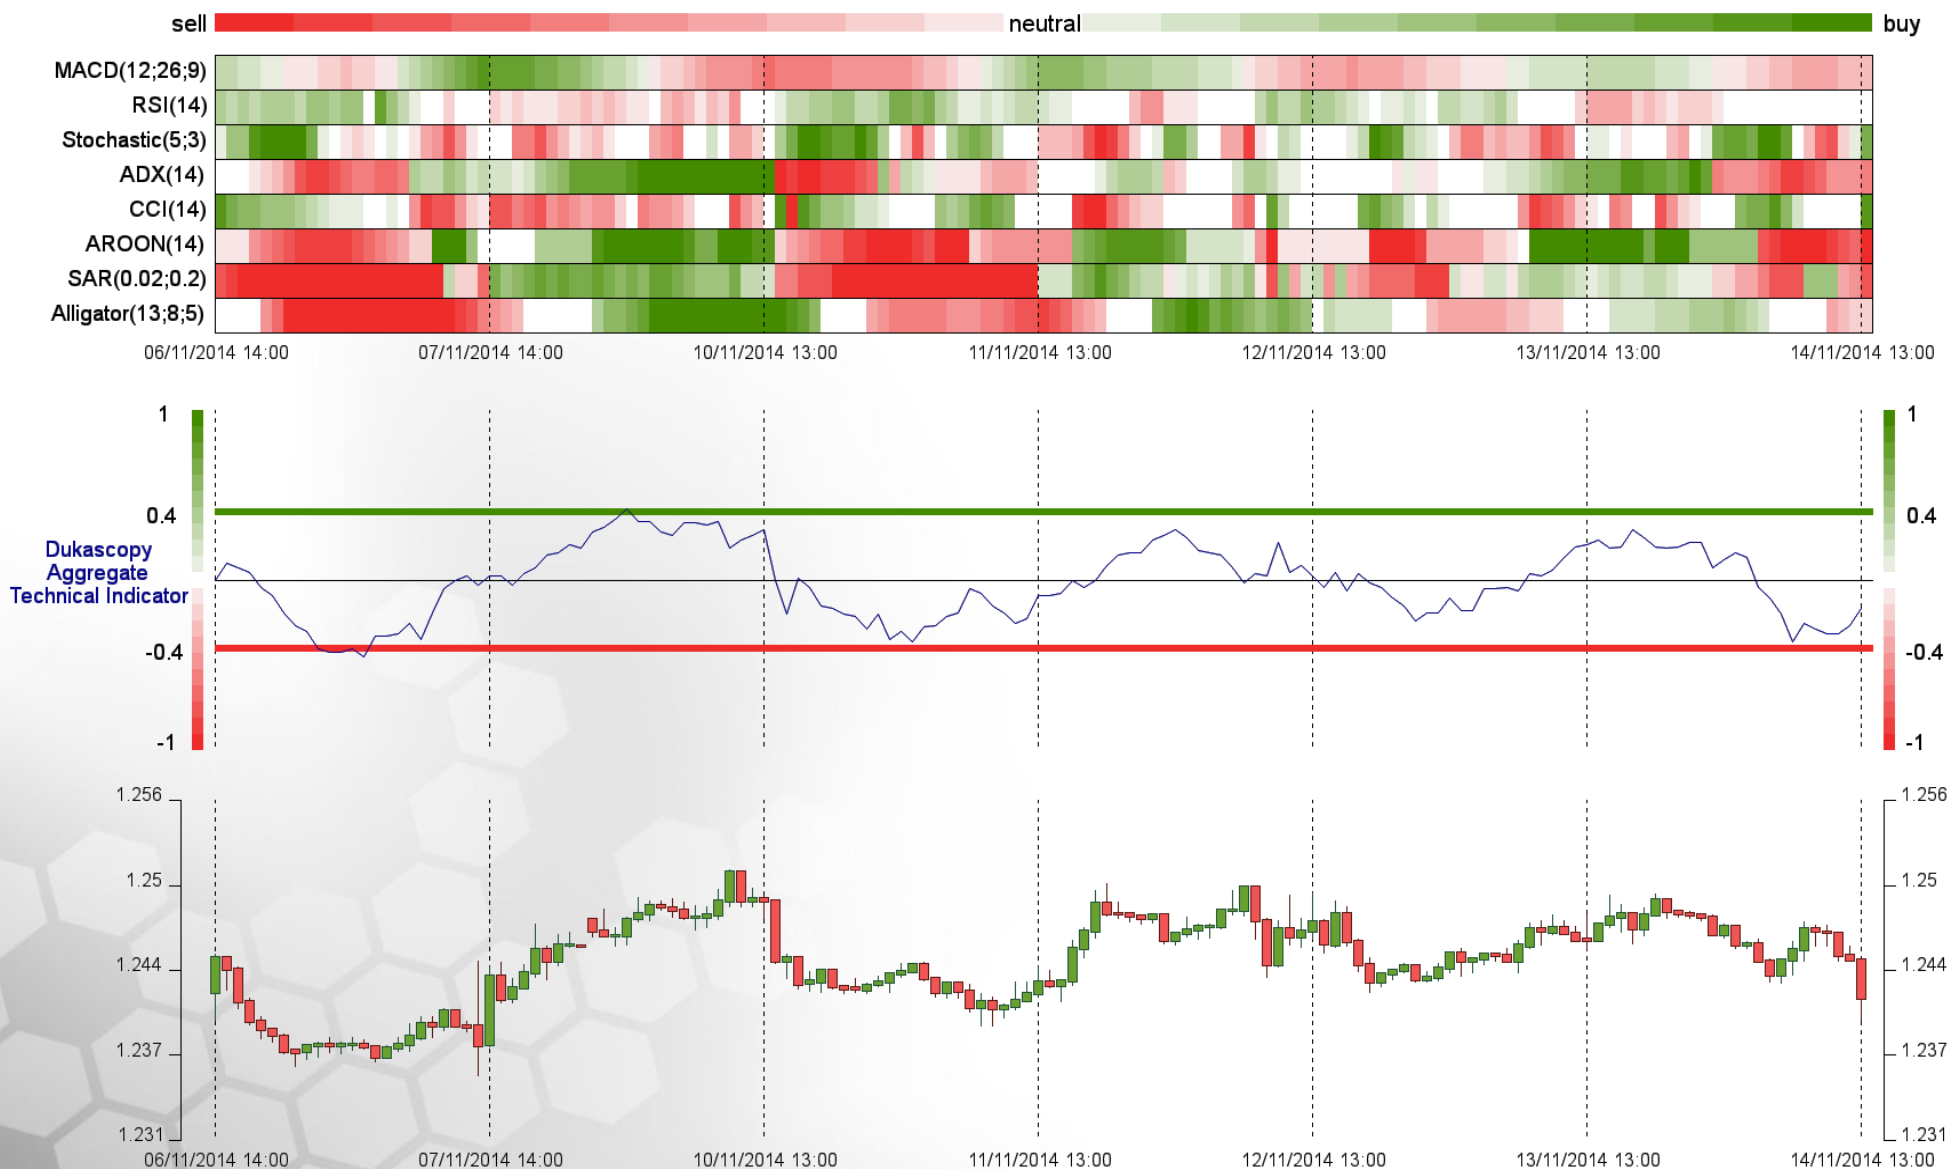 sell neutral buy
MACD(12;26;9)
RSI(14)
Stochastic(5;3)
ADX(14)
CCI(14)
AROON(14)
SAR(0.02;0.2)
Alligator(13;8;5)
06/11/2014 14:00 07/11/2014 14:00 10/11/2014 13:00 11/11/2014 13:00 12/11/2014 13:00 13/11/2014 13:00 14/11/2014 13:00
1 1
0.4 0.4
Dukascopy
Aggregate
Technical Indicator
-0.4 -0.4
-1 -1
1.256 1.256
1.25 1.25
1.244 1.244
1.237 1.237
1.231 1.231
06/11/2014 14:00 07/11/2014 14:00 10/11/2014 13:00 11/11/2014 13:00 12/11/2014 13:00 13/11/2014 13:00 14/11/2014 13:00